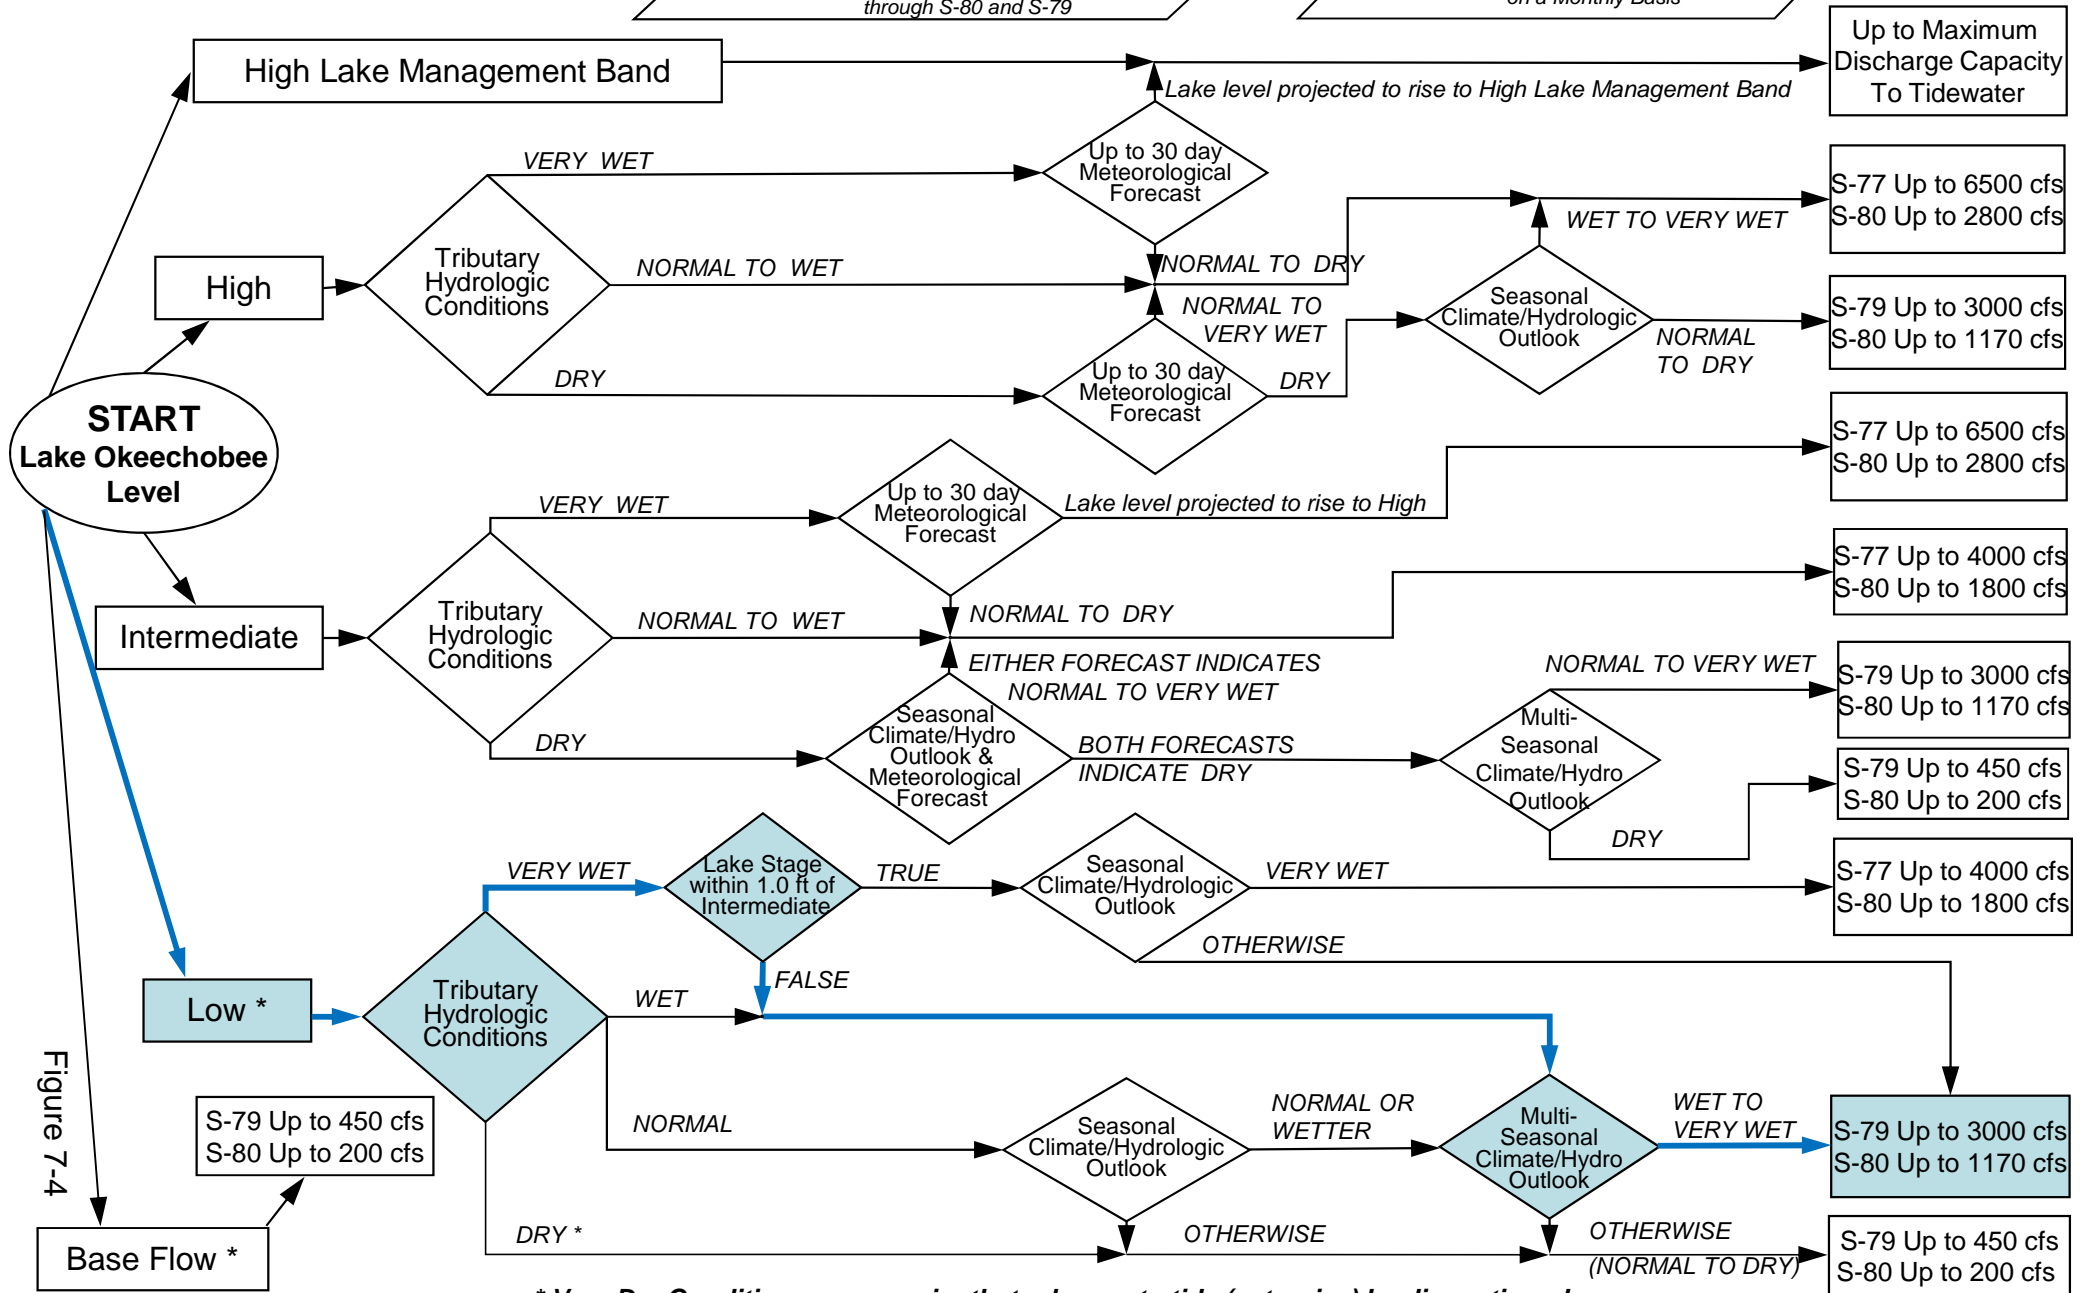 through S-80 and S-79
on a Monthly Basis
High Lake Management Band
Up to Maximum
Discharge Capacity
To Tidewater
Lake level projected to rise to High Lake Management Band
VERY WET
Up to 30 day
Meteorological
Forecast
S-77 Up to 6500 cfs
S-80 Up to 2800 cfs
WET TO VERY WET
High
Tributary
Hydrologic
Conditions
NORMAL TO WET
NORMAL TO DRY
NORMAL TO
VERY WET
Seasonal
Climate/Hydrologic
Outlook
NORMAL
TO DRY
S-79 Up to 3000 cfs
S-80 Up to 1170 cfs
DRY
Up to 30 day
Meteorological
Forecast
DRY
START
Lake Okeechobee
Level
S-77 Up to 6500 cfs
S-80 Up to 2800 cfs
VERY WET
Up to 30 day
Meteorological
Forecast
Lake level projected to rise to High
S-77 Up to 4000 cfs
S-80 Up to 1800 cfs
Intermediate
Tributary
Hydrologic
Conditions
NORMAL TO WET
NORMAL TO DRY
EITHER FORECAST INDICATES
NORMAL TO VERY WET
NORMAL TO VERY WET
S-79 Up to 3000 cfs
S-80 Up to 1170 cfs
DRY
Seasonal
Climate/Hydro
Outlook &
Meteorological
Forecast
BOTH FORECASTS
INDICATE DRY
Multi-
Seasonal
Climate/Hydro
Outlook
S-79 Up to 450 cfs
S-80 Up to 200 cfs
DRY
VERY WET
Lake Stage
within 1.0 ft of
Intermediate
TRUE
Seasonal
Climate/Hydrologic
Outlook
VERY WET
S-77 Up to 4000 cfs
S-80 Up to 1800 cfs
OTHERWISE
FALSE
Low *
Tributary
Hydrologic
Conditions
WET
NORMAL
Seasonal
Climate/Hydrologic
Outlook
NORMAL OR
WETTER
Multi-
Seasonal
Climate/Hydro
Outlook
WET TO
VERY WET
S-79 Up to 3000 cfs
S-80 Up to 1170 cfs
Figure 7-4
S-79 Up to 450 cfs
S-80 Up to 200 cfs
Base Flow *
DRY *
OTHERWISE
OTHERWISE
(NORMAL TO DRY)
S-79 Up to 450 cfs
S-80 Up to 200 cfs